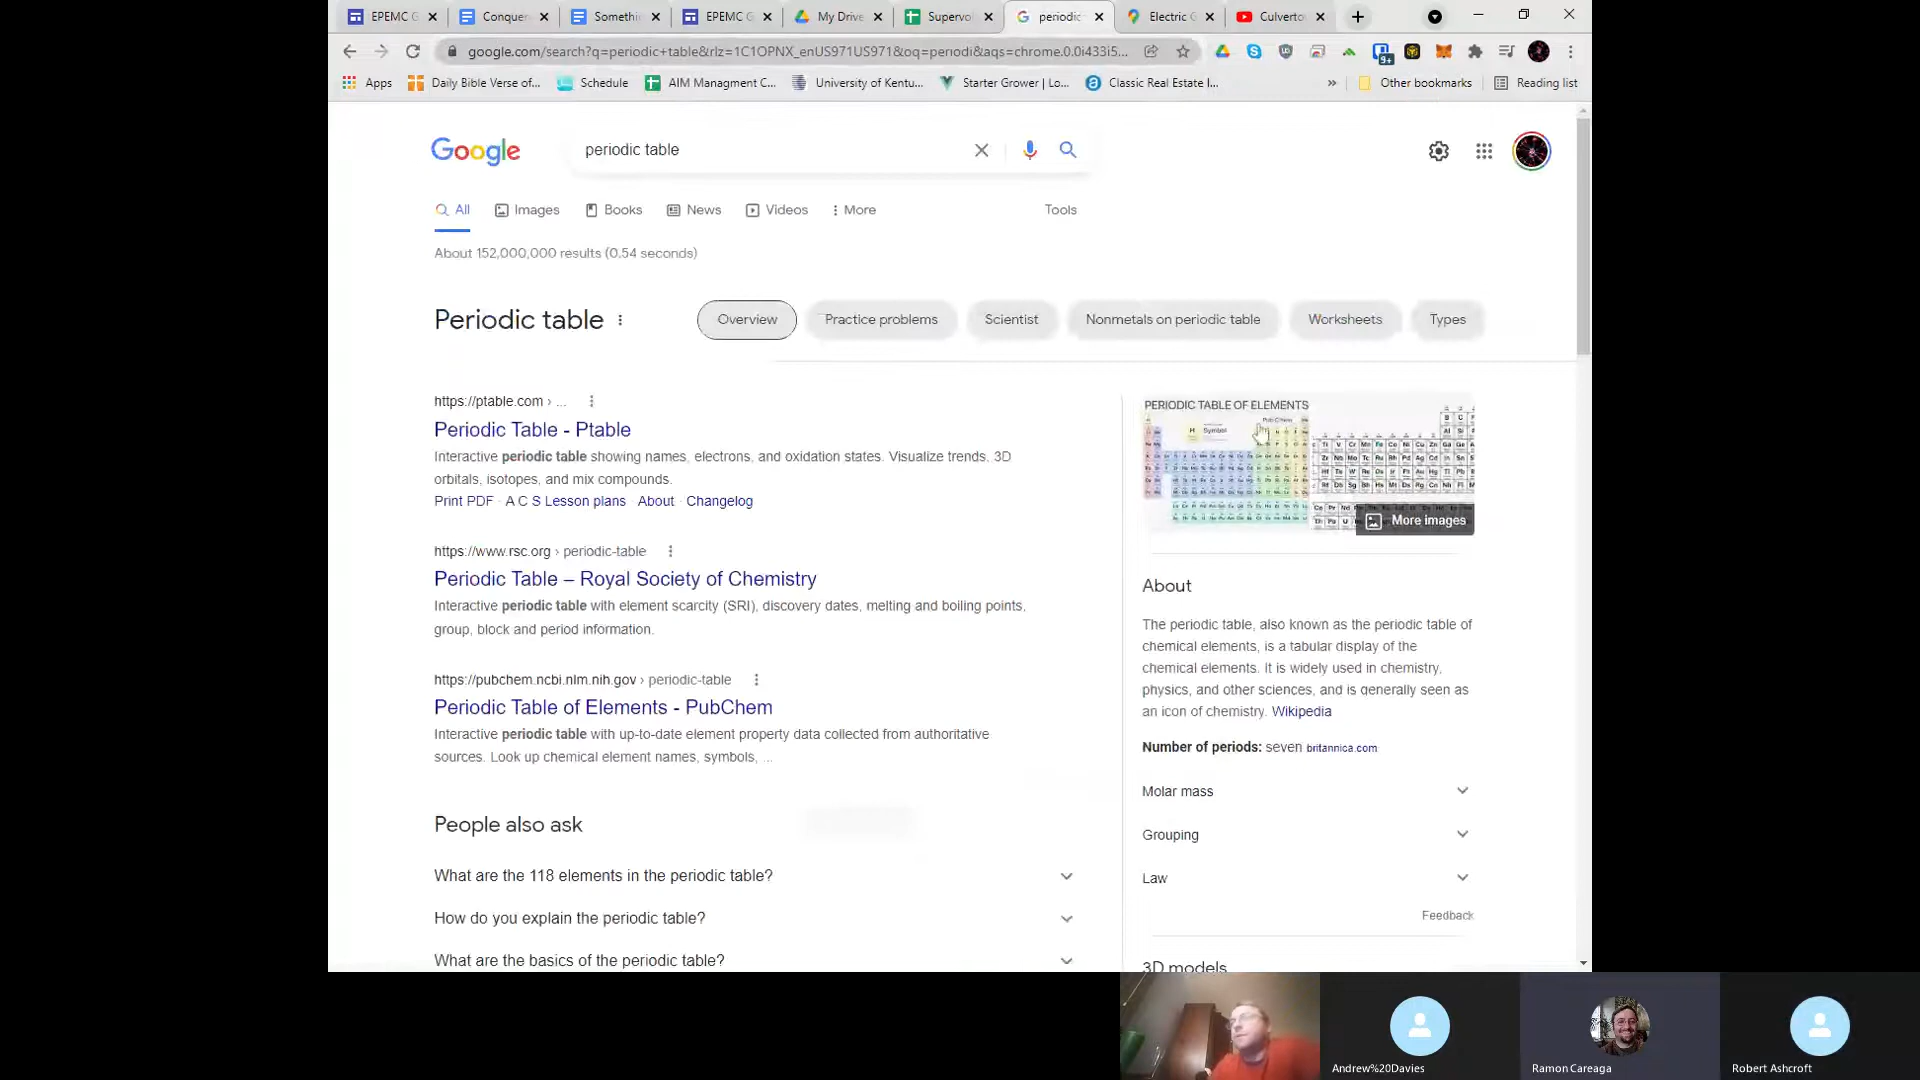 EPEMC G
Conquer
Somethi
EPEMC G
My Drive
Supervol
periodic
Electric G
Culverto
google.com/search?q=periodic+table&rlz=1C1OPNX_enUS971US971&oq=periodi&aqs=chrome.0.0i433i5...
9+
Apps
Daily Bible Verse of...
Schedule
AIM Managment C...
University of Kentu...
Starter Grower | Lo...
Classic Real Estate I...
»
Other bookmarks
Reading list
Google
periodic table
All
Images
Books
News
Videos
More
Tools
About 152,000,000 results (0.54 seconds)
Periodic table
Overview
Practice problems
Scientist
Nonmetals on periodic table
Worksheets
Types
https://ptable.com › ...
Periodic Table - Ptable
Interactive periodic table showing names, electrons, and oxidation states. Visualize trends. 3D
orbitals, isotopes, and mix compounds.
Print PDF · A C S Lesson plans · About · Changelog
https://www.rsc.org › periodic-table
Periodic Table – Royal Society of Chemistry
Interactive periodic table with element scarcity (SRI), discovery dates, melting and boiling points,
group, block and period information.
https://pubchem.ncbi.nlm.nih.gov › periodic-table
Periodic Table of Elements - PubChem
Interactive periodic table with up-to-date element property data collected from authoritative
sources. Look up chemical element names, symbols, ...
People also ask
What are the 118 elements in the periodic table?
How do you explain the periodic table?
What are the basics of the periodic table?
PERIODIC TABLE OF ELEMENTS
PubChem
H Symbol
More images
About
The periodic table, also known as the periodic table of
chemical elements, is a tabular display of the
chemical elements. It is widely used in chemistry,
physics, and other sciences, and is generally seen as
an icon of chemistry. Wikipedia
Number of periods: seven britannica.com
Molar mass
Grouping
Law
Feedback
3D models
Andrew%20Davies
Ramon Careaga
Robert Ashcroft